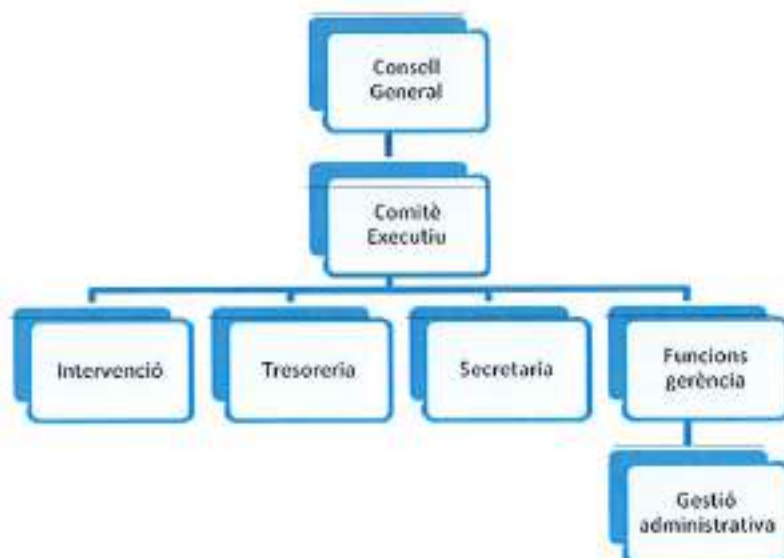 Consell
General
Comitè
Executiu
Intervenció
Tresoreria
Secretaria
Funcions
gerència
Gestió
administrativa